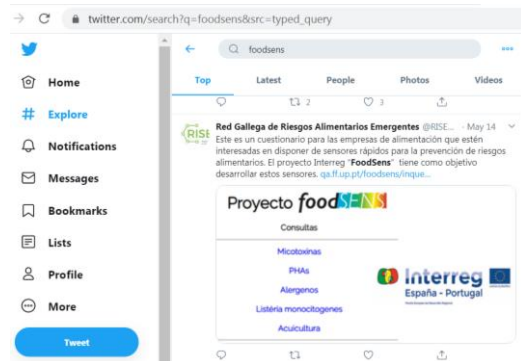 twitter.com/search?q=foodsens&src=typed_query
foodsens
Home
Explore
Notifications
Messages
Bookmarks
Lists
Profile
More
Tweet
Top Latest People Photos Videos
2 3
Red Gallega de Riesgos Alimentarios Emergentes @RISE... · May 14
Este es un cuestionario para las empresas de alimentación que estén
interesadas en disponer de sensores rápidos para la prevención de riesgos
alimentarios. El proyecto Interreg "FoodSens" tiene como objetivo
desarrollar estos sensores. qa.ff.up.pt/foodsens/inque...
RISE
Proyecto foodSENS
Consultas
Micotoxinas
PHAs
Alergenos
Listéria monocitogenes
Acuicultura
Interreg
España - Portugal